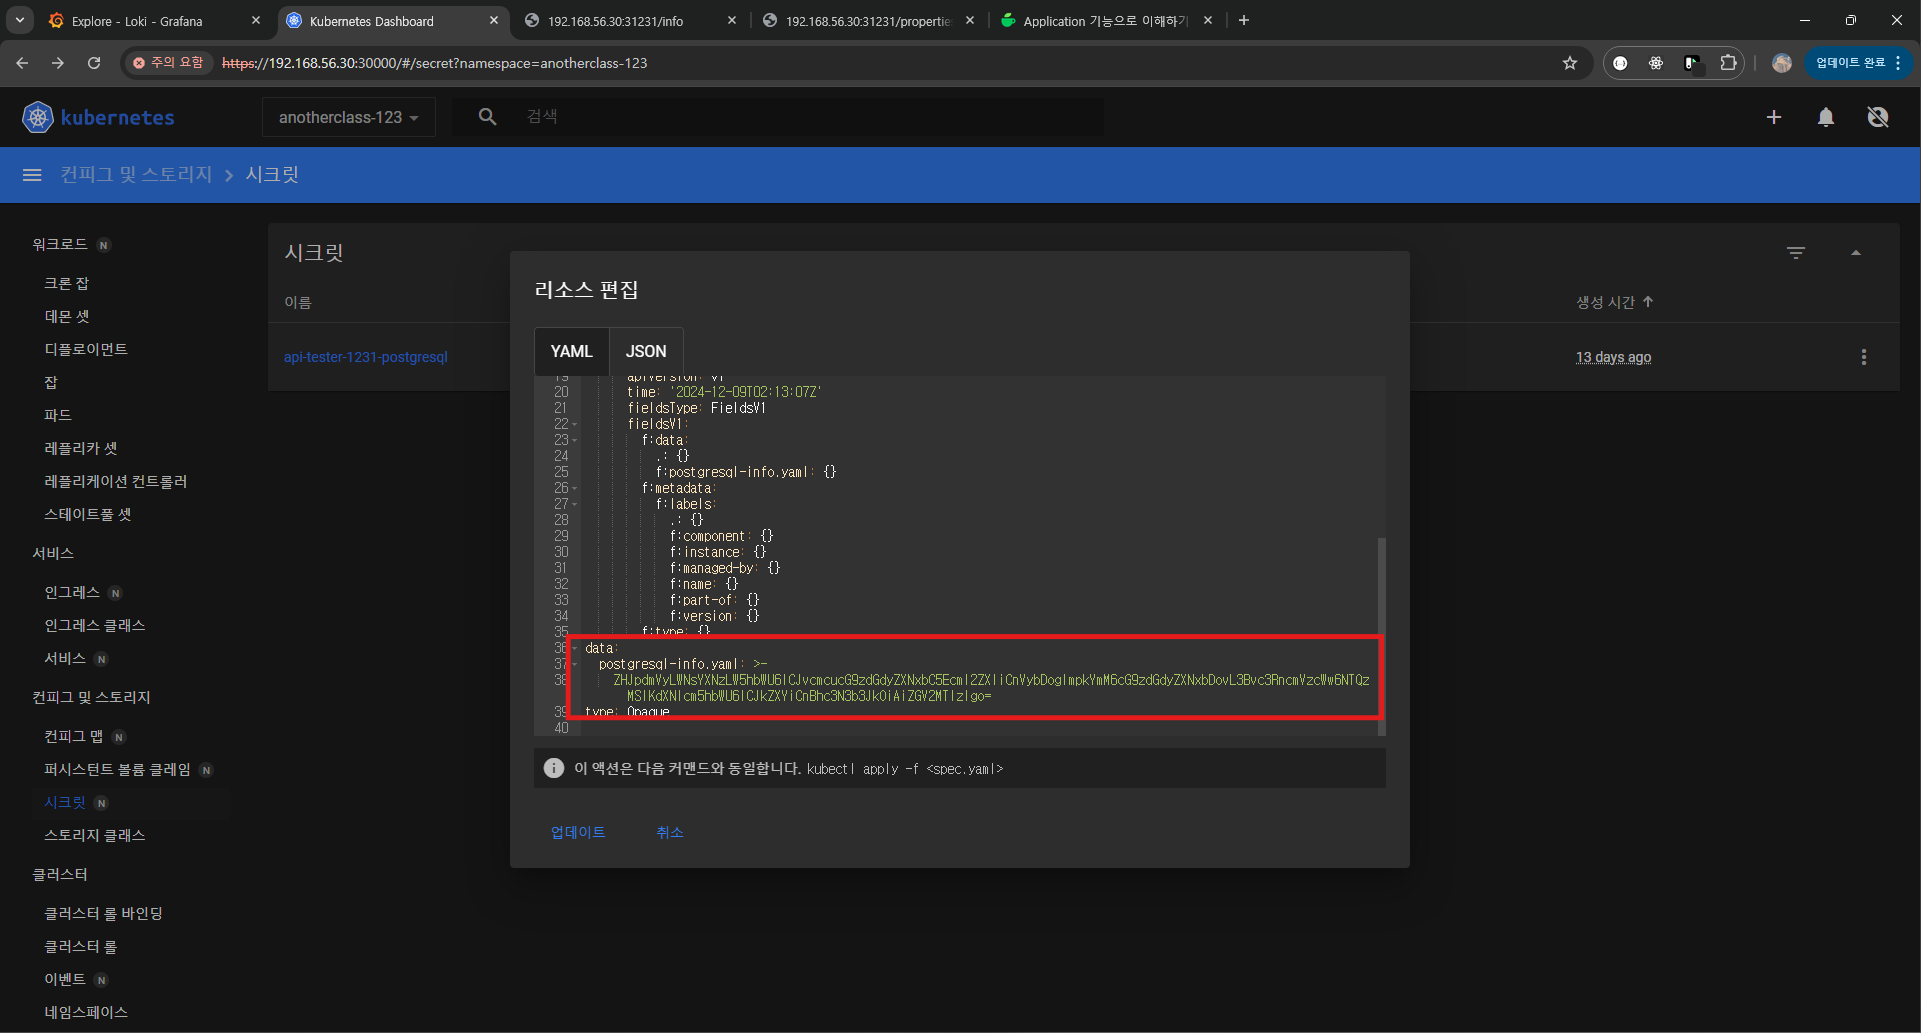 Explore - Loki - Grafana
Kubernetes Dashboard
192.168.56.30:31231/info
192.168.56.30:31231/propertie
Application 기능으로 이해하기
주의 요함
https://192.168.56.30:30000/#/secret?namespace=anotherclass-123
업데이트 완료
kubernetes
anotherclass-123
검색
컨피그 및 스토리지 > 시크릿
워크로드 N
크론 잡
데몬 셋
디플로이먼트
잡
파드
레플리카 셋
레플리케이션 컨트롤러
스테이트풀 셋
서비스
인그레스 N
인그레스 클래스
서비스 N
컨피그 및 스토리지
컨피그 맵 N
퍼시스턴트 볼륨 클레임 N
시크릿 N
스토리지 클래스
클러스터
클러스터 롤 바인딩
클러스터 롤
이벤트 N
네임스페이스
시크릿
이름
생성 시간
api-tester-1231-postgresql
13 days ago
리소스 편집
YAML
JSON
19 apiVersion: v1
20 time: '2024-12-09T02:13:07Z'
21 fieldsType: FieldsV1
22 fieldsV1:
23 f:data:
24 .: {}
25 f:postgresql-info.yaml: {}
26 f:metadata:
27 f:labels:
28 .: {}
29 f:component: {}
30 f:instance: {}
31 f:managed-by: {}
32 f:name: {}
33 f:part-of: {}
34 f:version: {}
35 f:type: {}
36 data:
37 postgresql-info.yaml: >-
38
39 type: Opaque
40
이 액션은 다음 커맨드와 동일합니다. kubectl apply -f <spec.yaml>
업데이트
취소